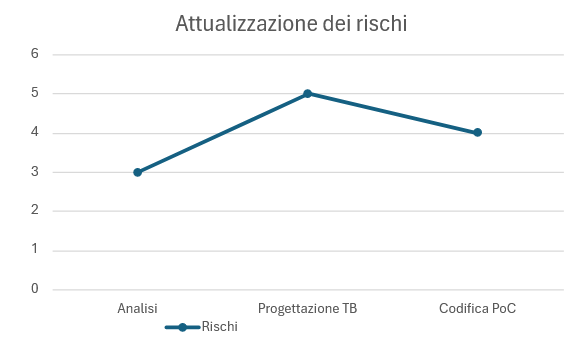 Attualizzazione dei rischi
6
5
4
3
2
1
0
Analisi Progettazione TB Codifica PoC
Rischi